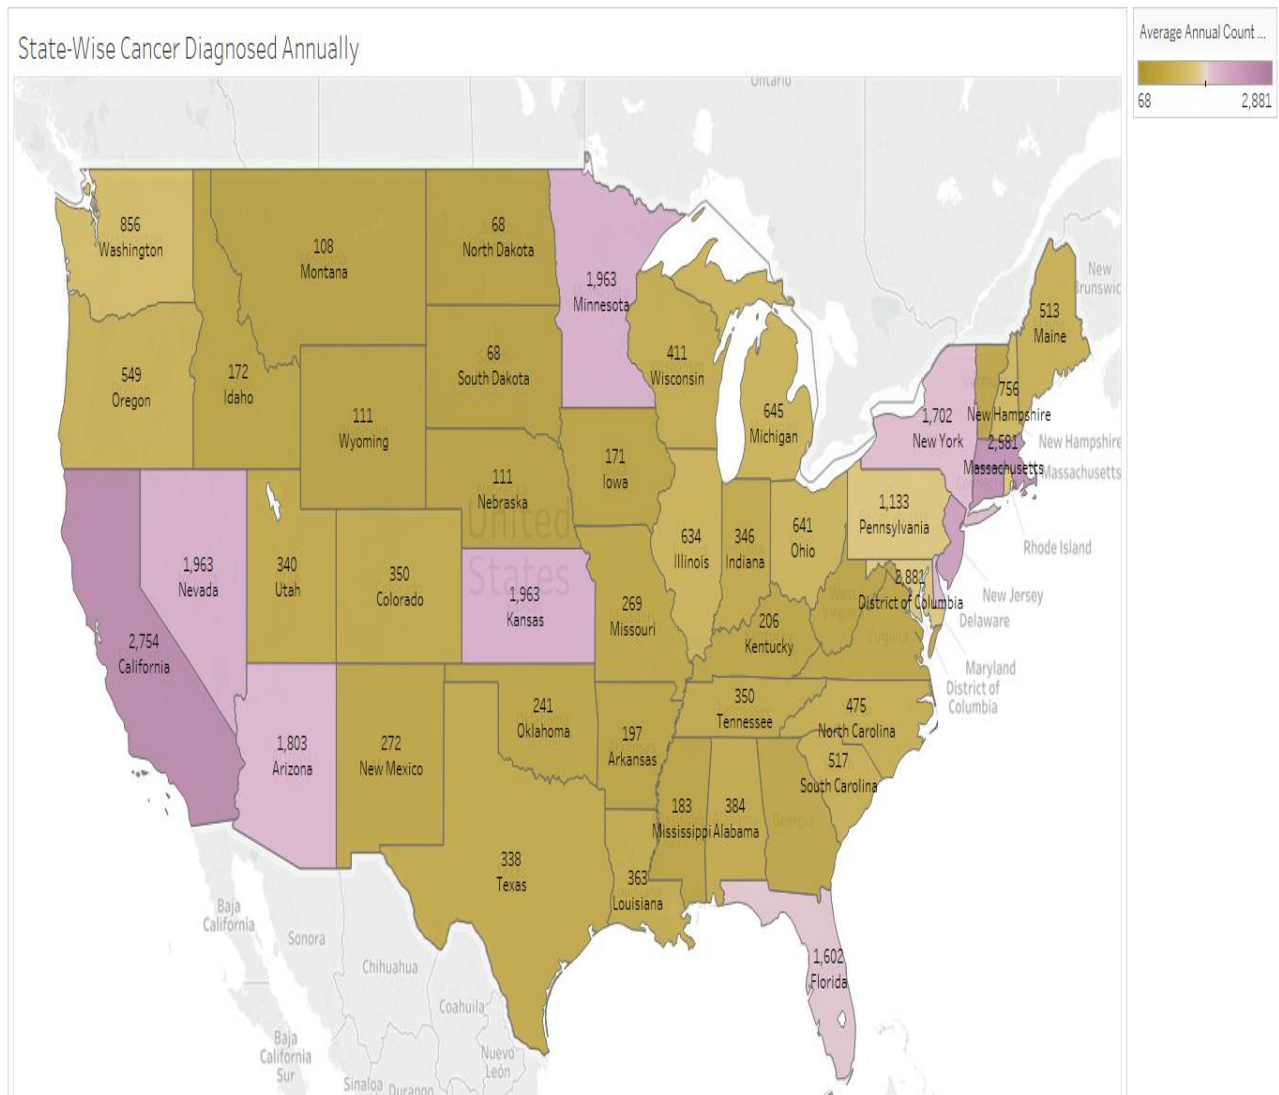 State-Wise Cancer Diagnosed Annually
Average Annual Count ...
68
2,881
Ontario
856
Washington
108
Montana
68
North Dakota
1,963
Minnesota
549
Oregon
172
Idaho
111
Wyoming
68
South Dakota
411
Wisconsin
645
Michigan
513
Maine
New
Brunswic
756
New Hampshire
1,702
New York
2,581
Massachusetts
New Hampshire
Massachusetts
Rhode Island
111
Nebraska
171
Iowa
United
States
1,133
Pennsylvania
634
Illinois
346
Indiana
641
Ohio
1,963
Nevada
340
Utah
350
Colorado
1,963
Kansas
269
Missouri
206
Kentucky
West
Virginia
Virginia
2,881
District of Columbia
New Jersey
Delaware
Maryland
District of
Columbia
2,754
California
1,803
Arizona
272
New Mexico
241
Oklahoma
197
Arkansas
350
Tennessee
475
North Carolina
517
South Carolina
183
Mississippi
384
Alabama
Georgia
338
Texas
363
Louisiana
1,602
Florida
Baja
California
Sonora
Chihuahua
Coahuila
Baja
California
Sur
Nuevo
León
Sinaloa
Durango